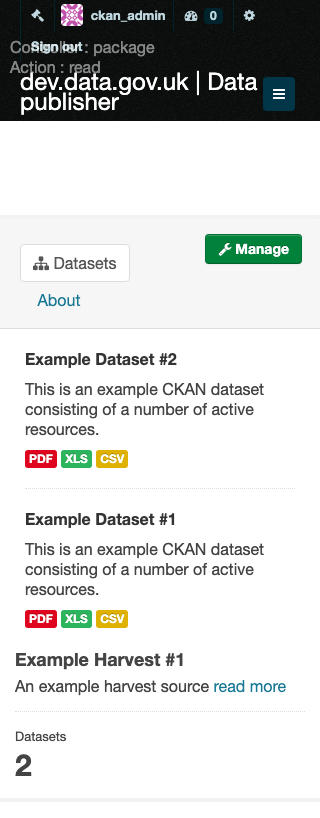 ckan_admin 0
Sign out
Controller : package
Action : read
dev.data.gov.uk | Data
publisher
Manage
Datasets
About
Example Dataset #2
This is an example CKAN dataset
consisting of a number of active
resources.
PDF XLS CSV
Example Dataset #1
This is an example CKAN dataset
consisting of a number of active
resources.
PDF XLS CSV
Example Harvest #1
An example harvest source read more
Datasets
2